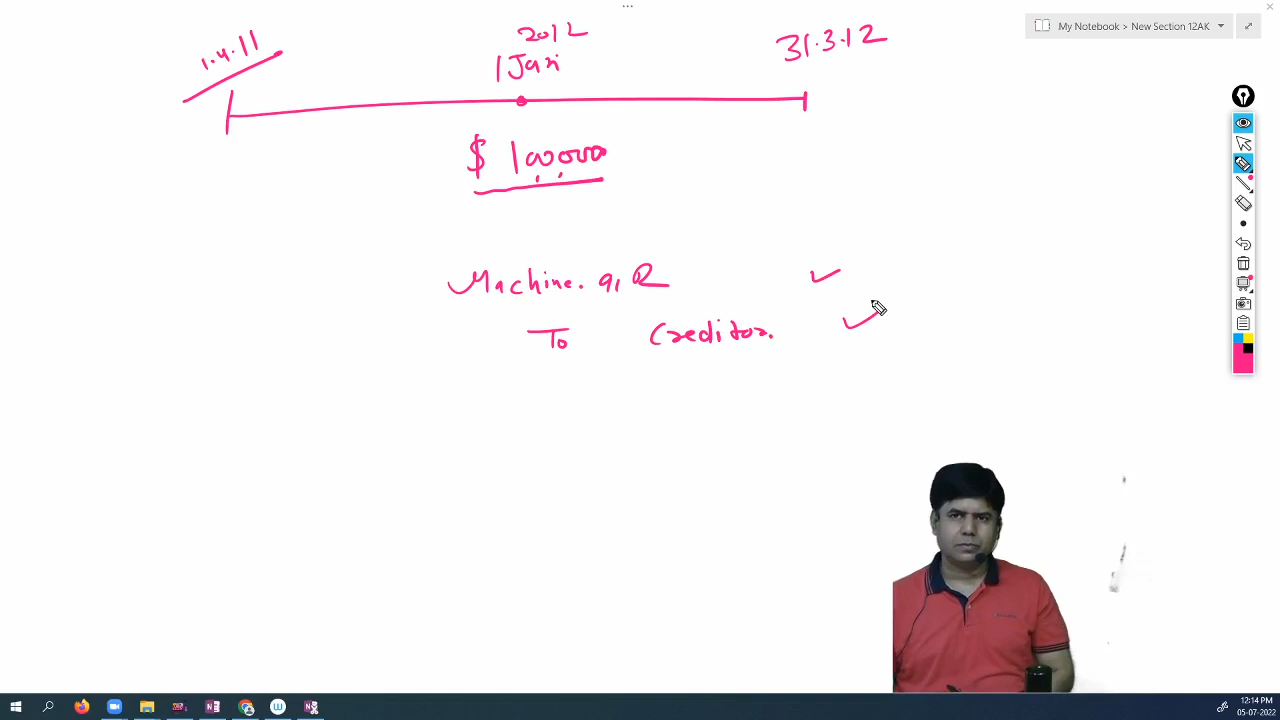 My Notebook > New Section 12AK
1.4.11
2012
1 Jan
31.3.12
$ 100000
Machine. a,
To Creditor.
12:14 PM
05-07-2022